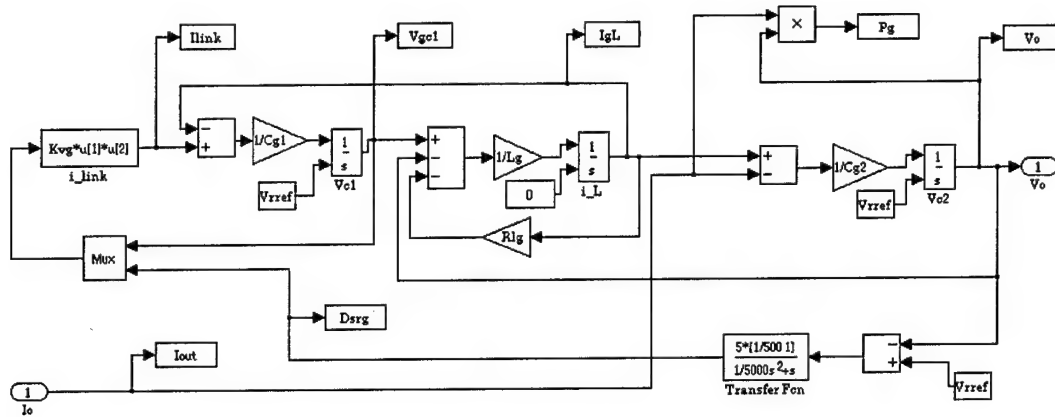 Ilink
Vgc1
IgL
×
Pg
Vo
Kwg*u[1]*u[2]
i_link
−
+
1/Cg1
1
s
Vc1
Vrref
+
−
−
1/Lg
0
1
s
i_L
Rlg
+
−
1/Cg2
Vrref
1
s
Vc2
1
Vo
Mux
Dsrg
Iout
1
Io
5*[1/500 1]
1/5000s²+s
Transfer Fcn
−
+
Vrref